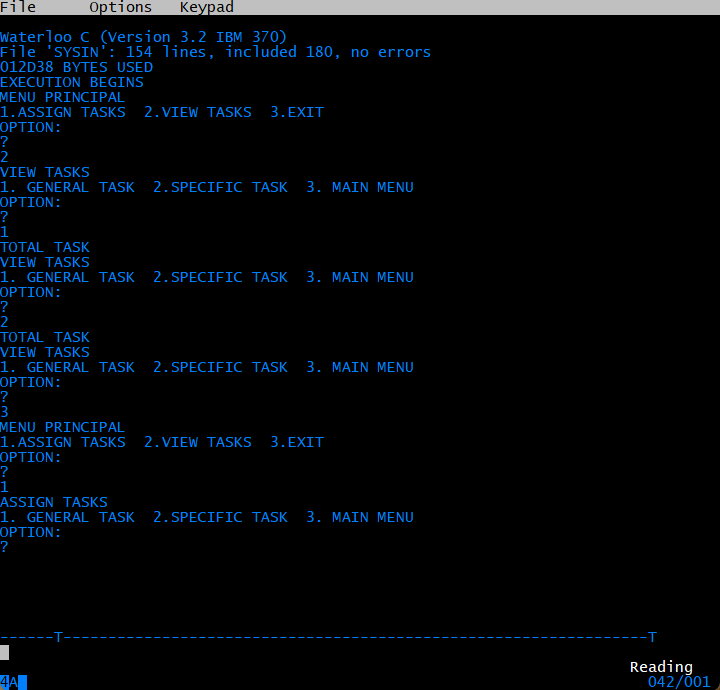 File Options Keypad
Waterloo C (Version 3.2 IBM 370)
File 'SYSIN': 154 lines, included 180, no errors
012D38 BYTES USED
EXECUTION BEGINS
MENU PRINCIPAL
1.ASSIGN TASKS 2.VIEW TASKS 3.EXIT
OPTION:
?
2
VIEW TASKS
1. GENERAL TASK 2.SPECIFIC TASK 3. MAIN MENU
OPTION:
?
1
TOTAL TASK
VIEW TASKS
1. GENERAL TASK 2.SPECIFIC TASK 3. MAIN MENU
OPTION:
?
2
TOTAL TASK
VIEW TASKS
1. GENERAL TASK 2.SPECIFIC TASK 3. MAIN MENU
OPTION:
?
3
MENU PRINCIPAL
1.ASSIGN TASKS 2.VIEW TASKS 3.EXIT
OPTION:
?
1
ASSIGN TASKS
1. GENERAL TASK 2.SPECIFIC TASK 3. MAIN MENU
OPTION:
?
------T-----------------------------------------------------------------T
Reading
4A 042/001